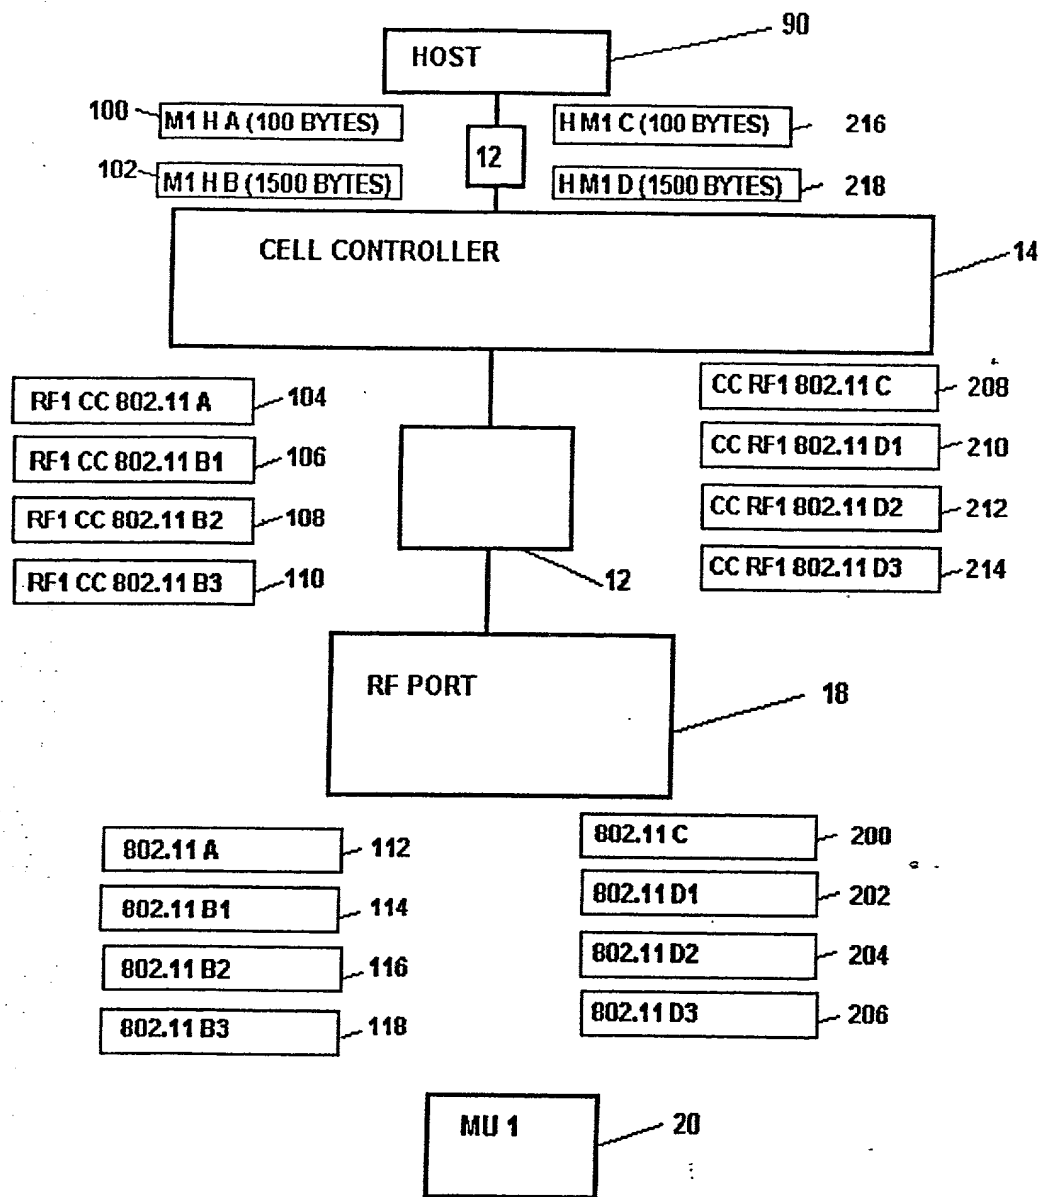 90
HOST
100
M1 H A (100 BYTES)
H M1 C (100 BYTES)
216
12
102
M1 H B (1500 BYTES)
H M1 D (1500 BYTES)
218
CELL CONTROLLER
14
RF1 CC 802.11 A
104
CC RF1 802.11 C
208
RF1 CC 802.11 B1
106
CC RF1 802.11 D1
210
RF1 CC 802.11 B2
108
CC RF1 802.11 D2
212
RF1 CC 802.11 B3
110
12
CC RF1 802.11 D3
214
RF PORT
18
802.11 A
112
802.11 C
200
802.11 B1
114
802.11 D1
202
802.11 B2
116
802.11 D2
204
802.11 B3
118
802.11 D3
206
MU 1
20